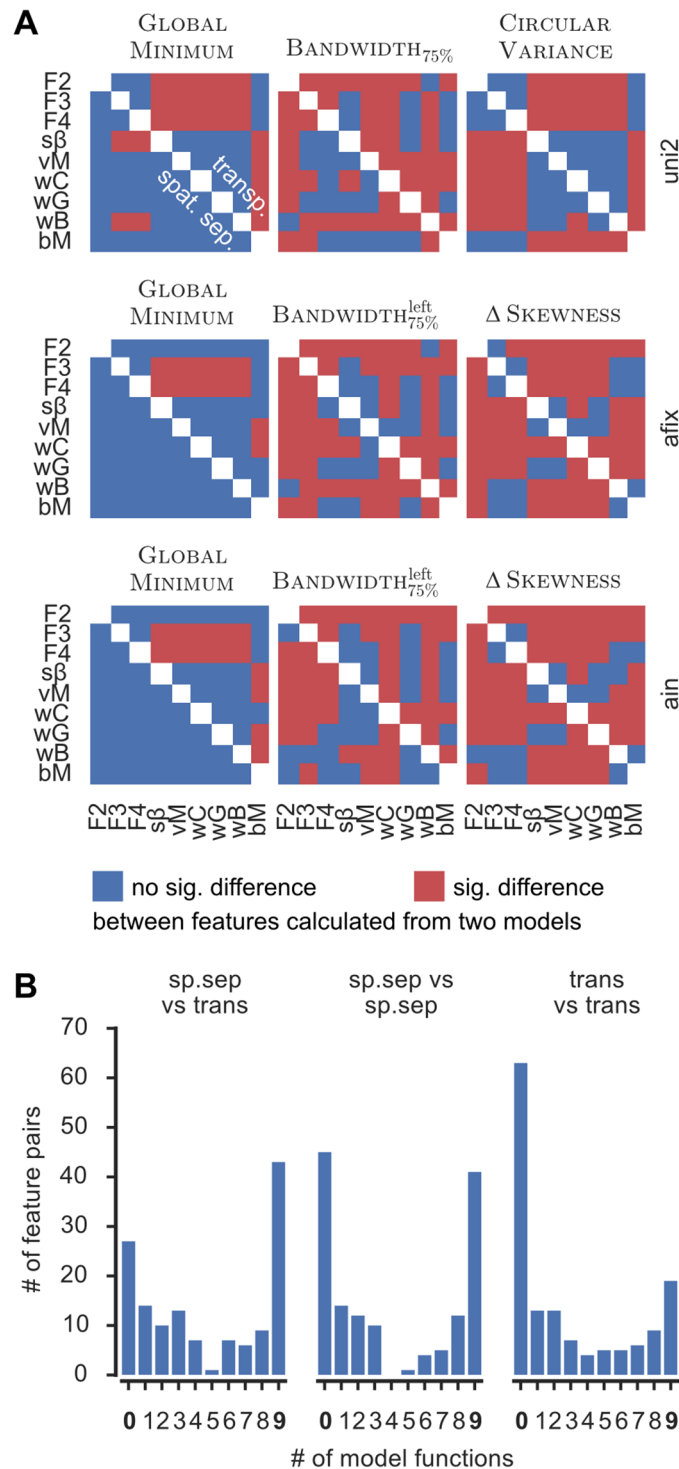 A
GLOBAL MINIMUM
BANDWIDTH75%
CIRCULAR VARIANCE
F2
F3
F4
sβ
vM
wC
wG
wB
bM
transp.
spat. sep.
uni2
GLOBAL MINIMUM
BANDWIDTH left 75%
Δ SKEWNESS
F2
F3
F4
sβ
vM
wC
wG
wB
bM
afix
GLOBAL MINIMUM
BANDWIDTH left 75%
Δ SKEWNESS
F2
F3
F4
sβ
vM
wC
wG
wB
bM
ain
F2 F3 F4 sβ vM wC wG wB bM
F2 F3 F4 sβ vM wC wG wB bM
F2 F3 F4 sβ vM wC wG wB bM
no sig. difference
sig. difference
between features calculated from two models
B
sp.sep vs trans
sp.sep vs sp.sep
trans vs trans
# of feature pairs
70
60
50
40
30
20
10
0
0 1 2 3 4 5 6 7 8 9
0 1 2 3 4 5 6 7 8 9
0 1 2 3 4 5 6 7 8 9
# of model functions